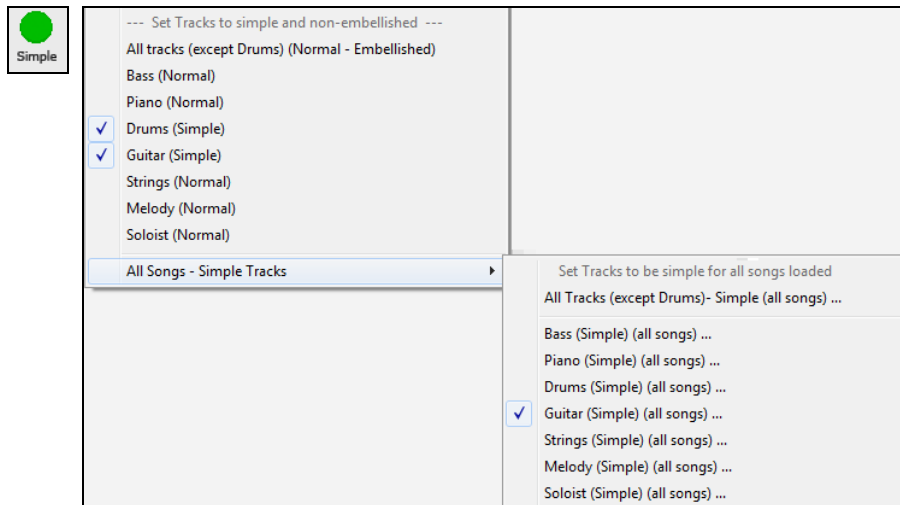 Simple
--- Set Tracks to simple and non-embellished ---
All tracks (except Drums) (Normal - Embellished)
Bass (Normal)
Piano (Normal)
Drums (Simple)
Guitar (Simple)
Strings (Normal)
Melody (Normal)
Soloist (Normal)
All Songs - Simple Tracks
Set Tracks to be simple for all songs loaded
All Tracks (except Drums)- Simple (all songs) ...
Bass (Simple) (all songs) ...
Piano (Simple) (all songs) ...
Drums (Simple) (all songs) ...
Guitar (Simple) (all songs) ...
Strings (Simple) (all songs) ...
Melody (Simple) (all songs) ...
Soloist (Simple) (all songs) ...